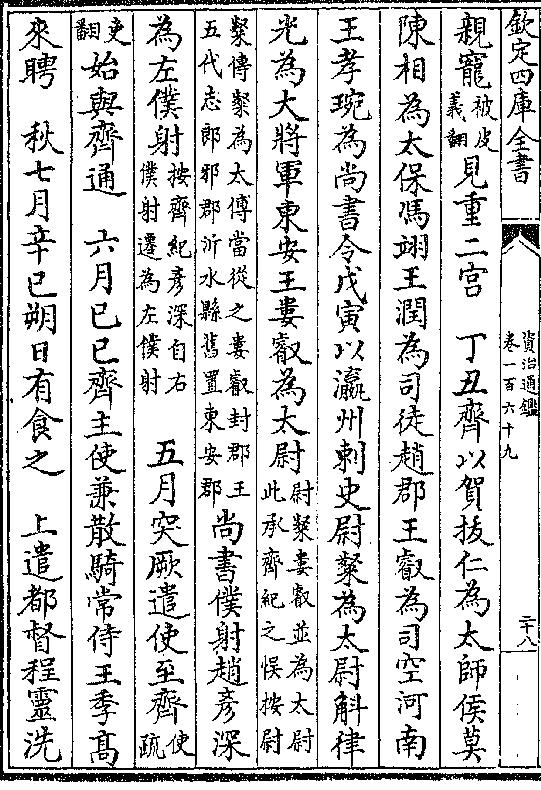 欽定四庫全書
資治通鑑
卷一百六十九
二十八
親寵被皮義翻見重二宫　丁丑齊以賀拔仁為太師侯莫
陳相為太保馮翊王潤為司徒趙郡王叡為司空河南
王孝琬為尚書令戊寅以瀛州刺史尉粲為太尉斛律
光為大將軍東安王婁叡為太尉尉粲婁叡並為太尉此承齊紀之悞按尉
粲傳粲為太傅當從之婁叡封郡王五代志郎邪郡沂水縣舊置東安郡尚書僕射趙彥深
為左僕射按齊紀彥深自右僕射遷為左僕射　五月突厥遣使至齊使疏
吏翻始與齊通　六月己巳齊主使兼散騎常侍王季高
來聘　秋七月辛巳朔日有食之　上遣都督程靈洗